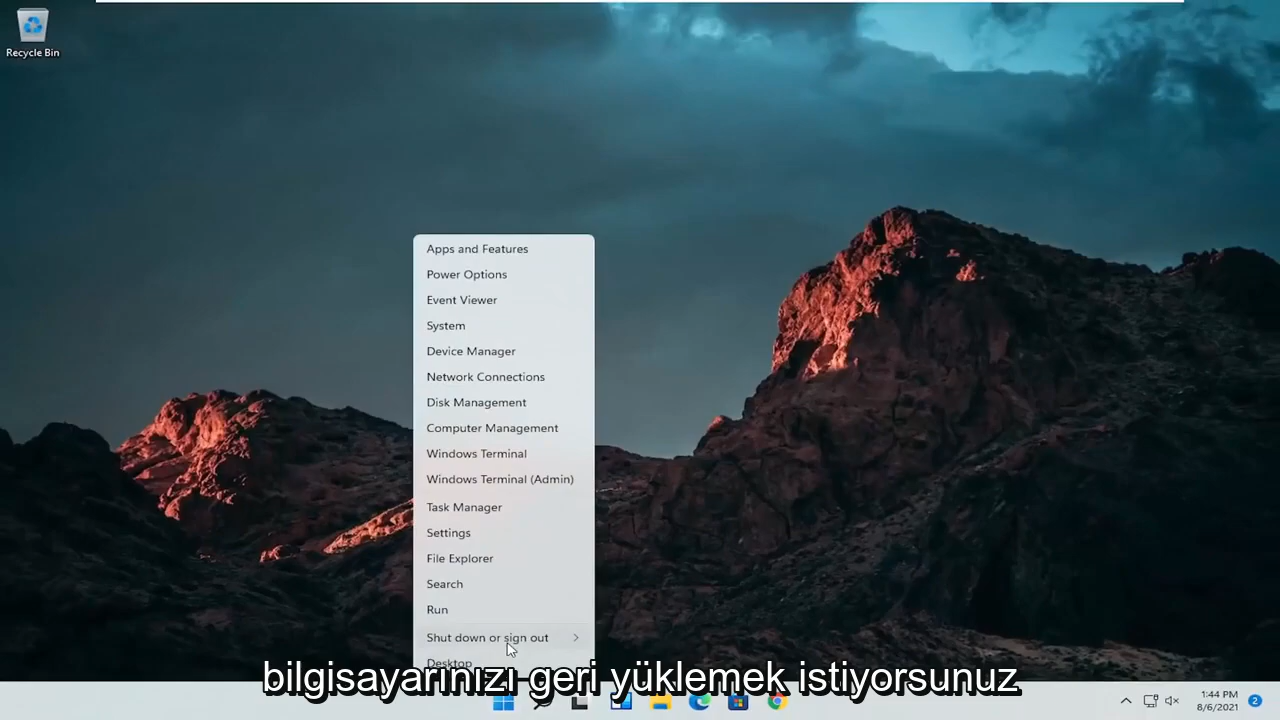 Recycle Bin
Apps and Features
Power Options
Event Viewer
System
Device Manager
Network Connections
Disk Management
Computer Management
Windows Terminal
Windows Terminal (Admin)
Task Manager
Settings
File Explorer
Search
Run
Shut down or sign out
Desktop
bilgisayarınızı geri yüklemek istiyorsunuz
1:44 PM
8/6/2021
2